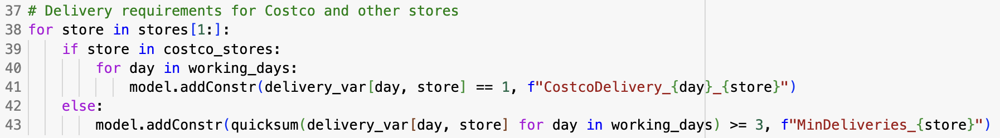 37 # Delivery requirements for Costco and other stores
38 for store in stores[1:]:
39     if store in costco_stores:
40         for day in working_days:
41             model.addConstr(delivery_var[day, store] == 1, f"CostcoDelivery_{day}_{store}")
42     else:
43         model.addConstr(quicksum(delivery_var[day, store] for day in working_days) >= 3, f"MinDeliveries_{store}")